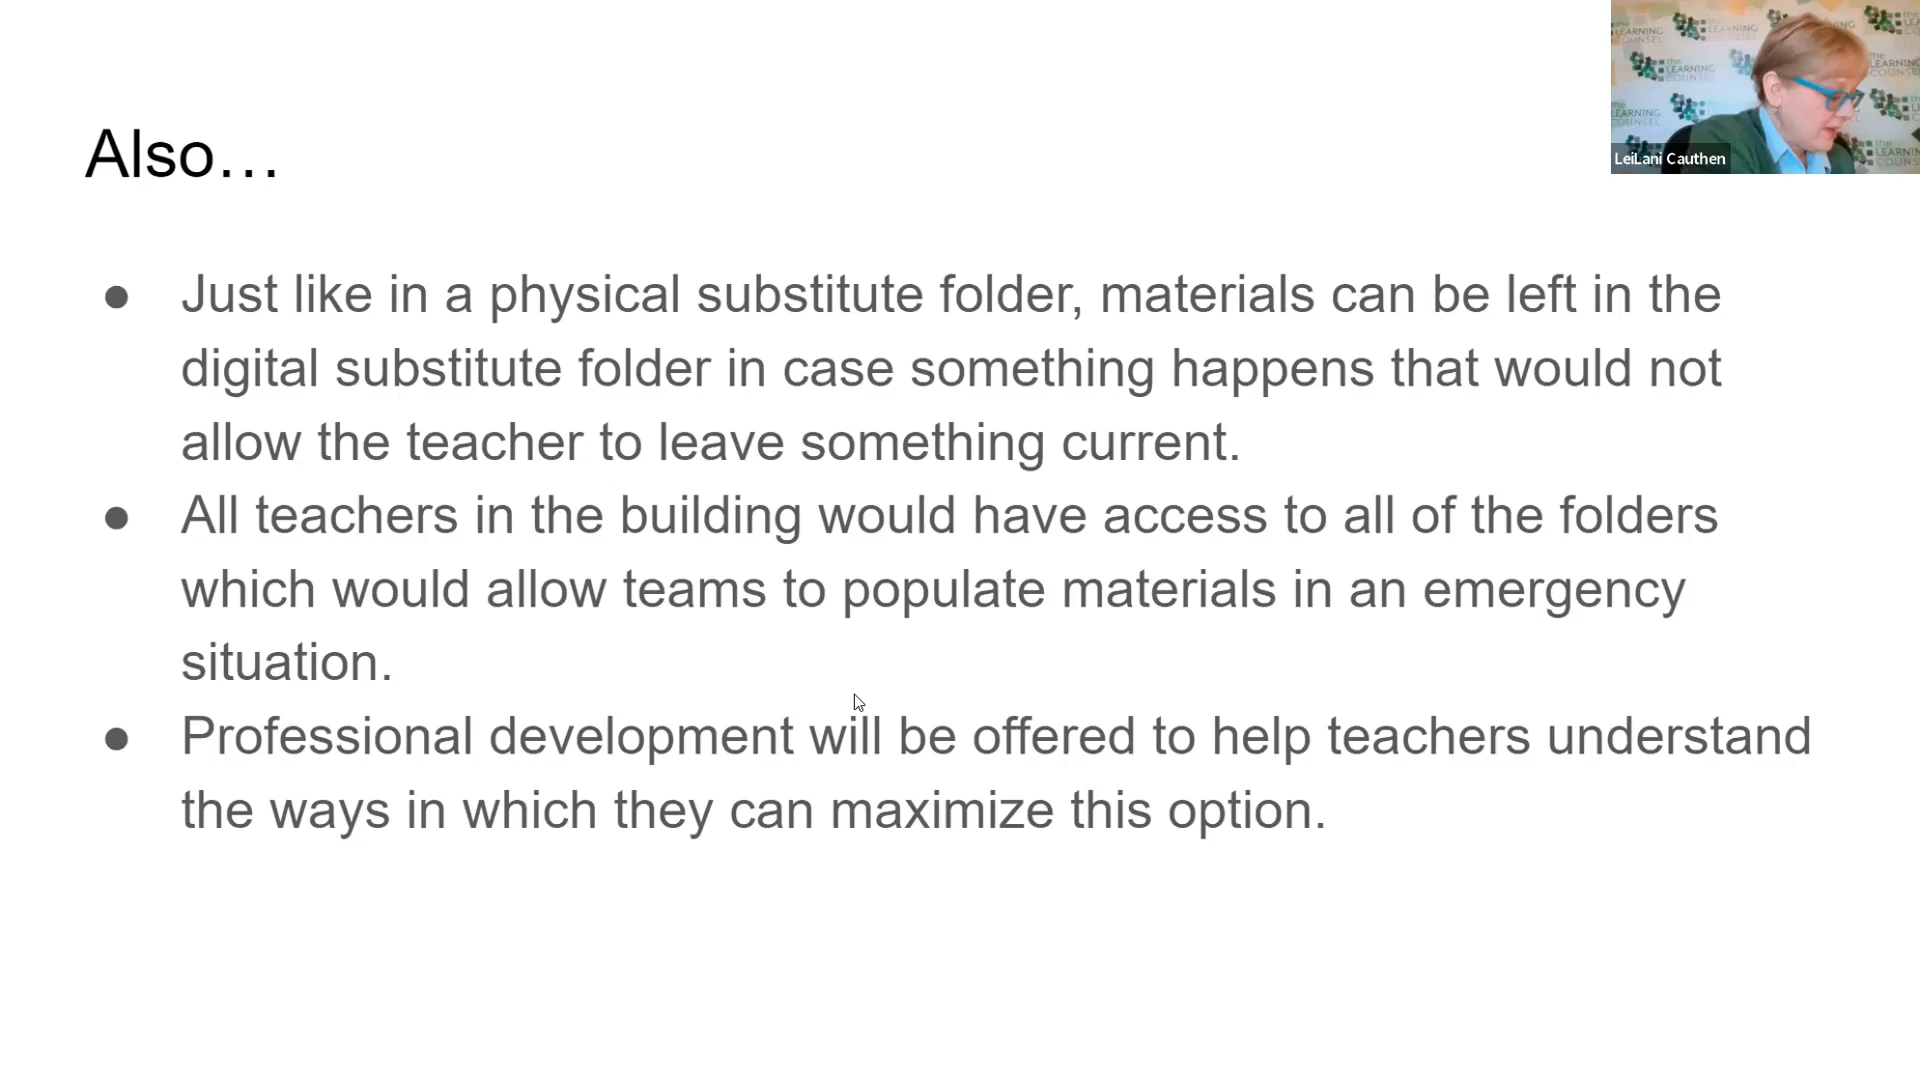 Also…
● Just like in a physical substitute folder, materials can be left in the
digital substitute folder in case something happens that would not
allow the teacher to leave something current.
● All teachers in the building would have access to all of the folders
which would allow teams to populate materials in an emergency
situation.
● Professional development will be offered to help teachers understand
the ways in which they can maximize this option.
the
LEARNING
COUNSEL
LeiLani Cauthen